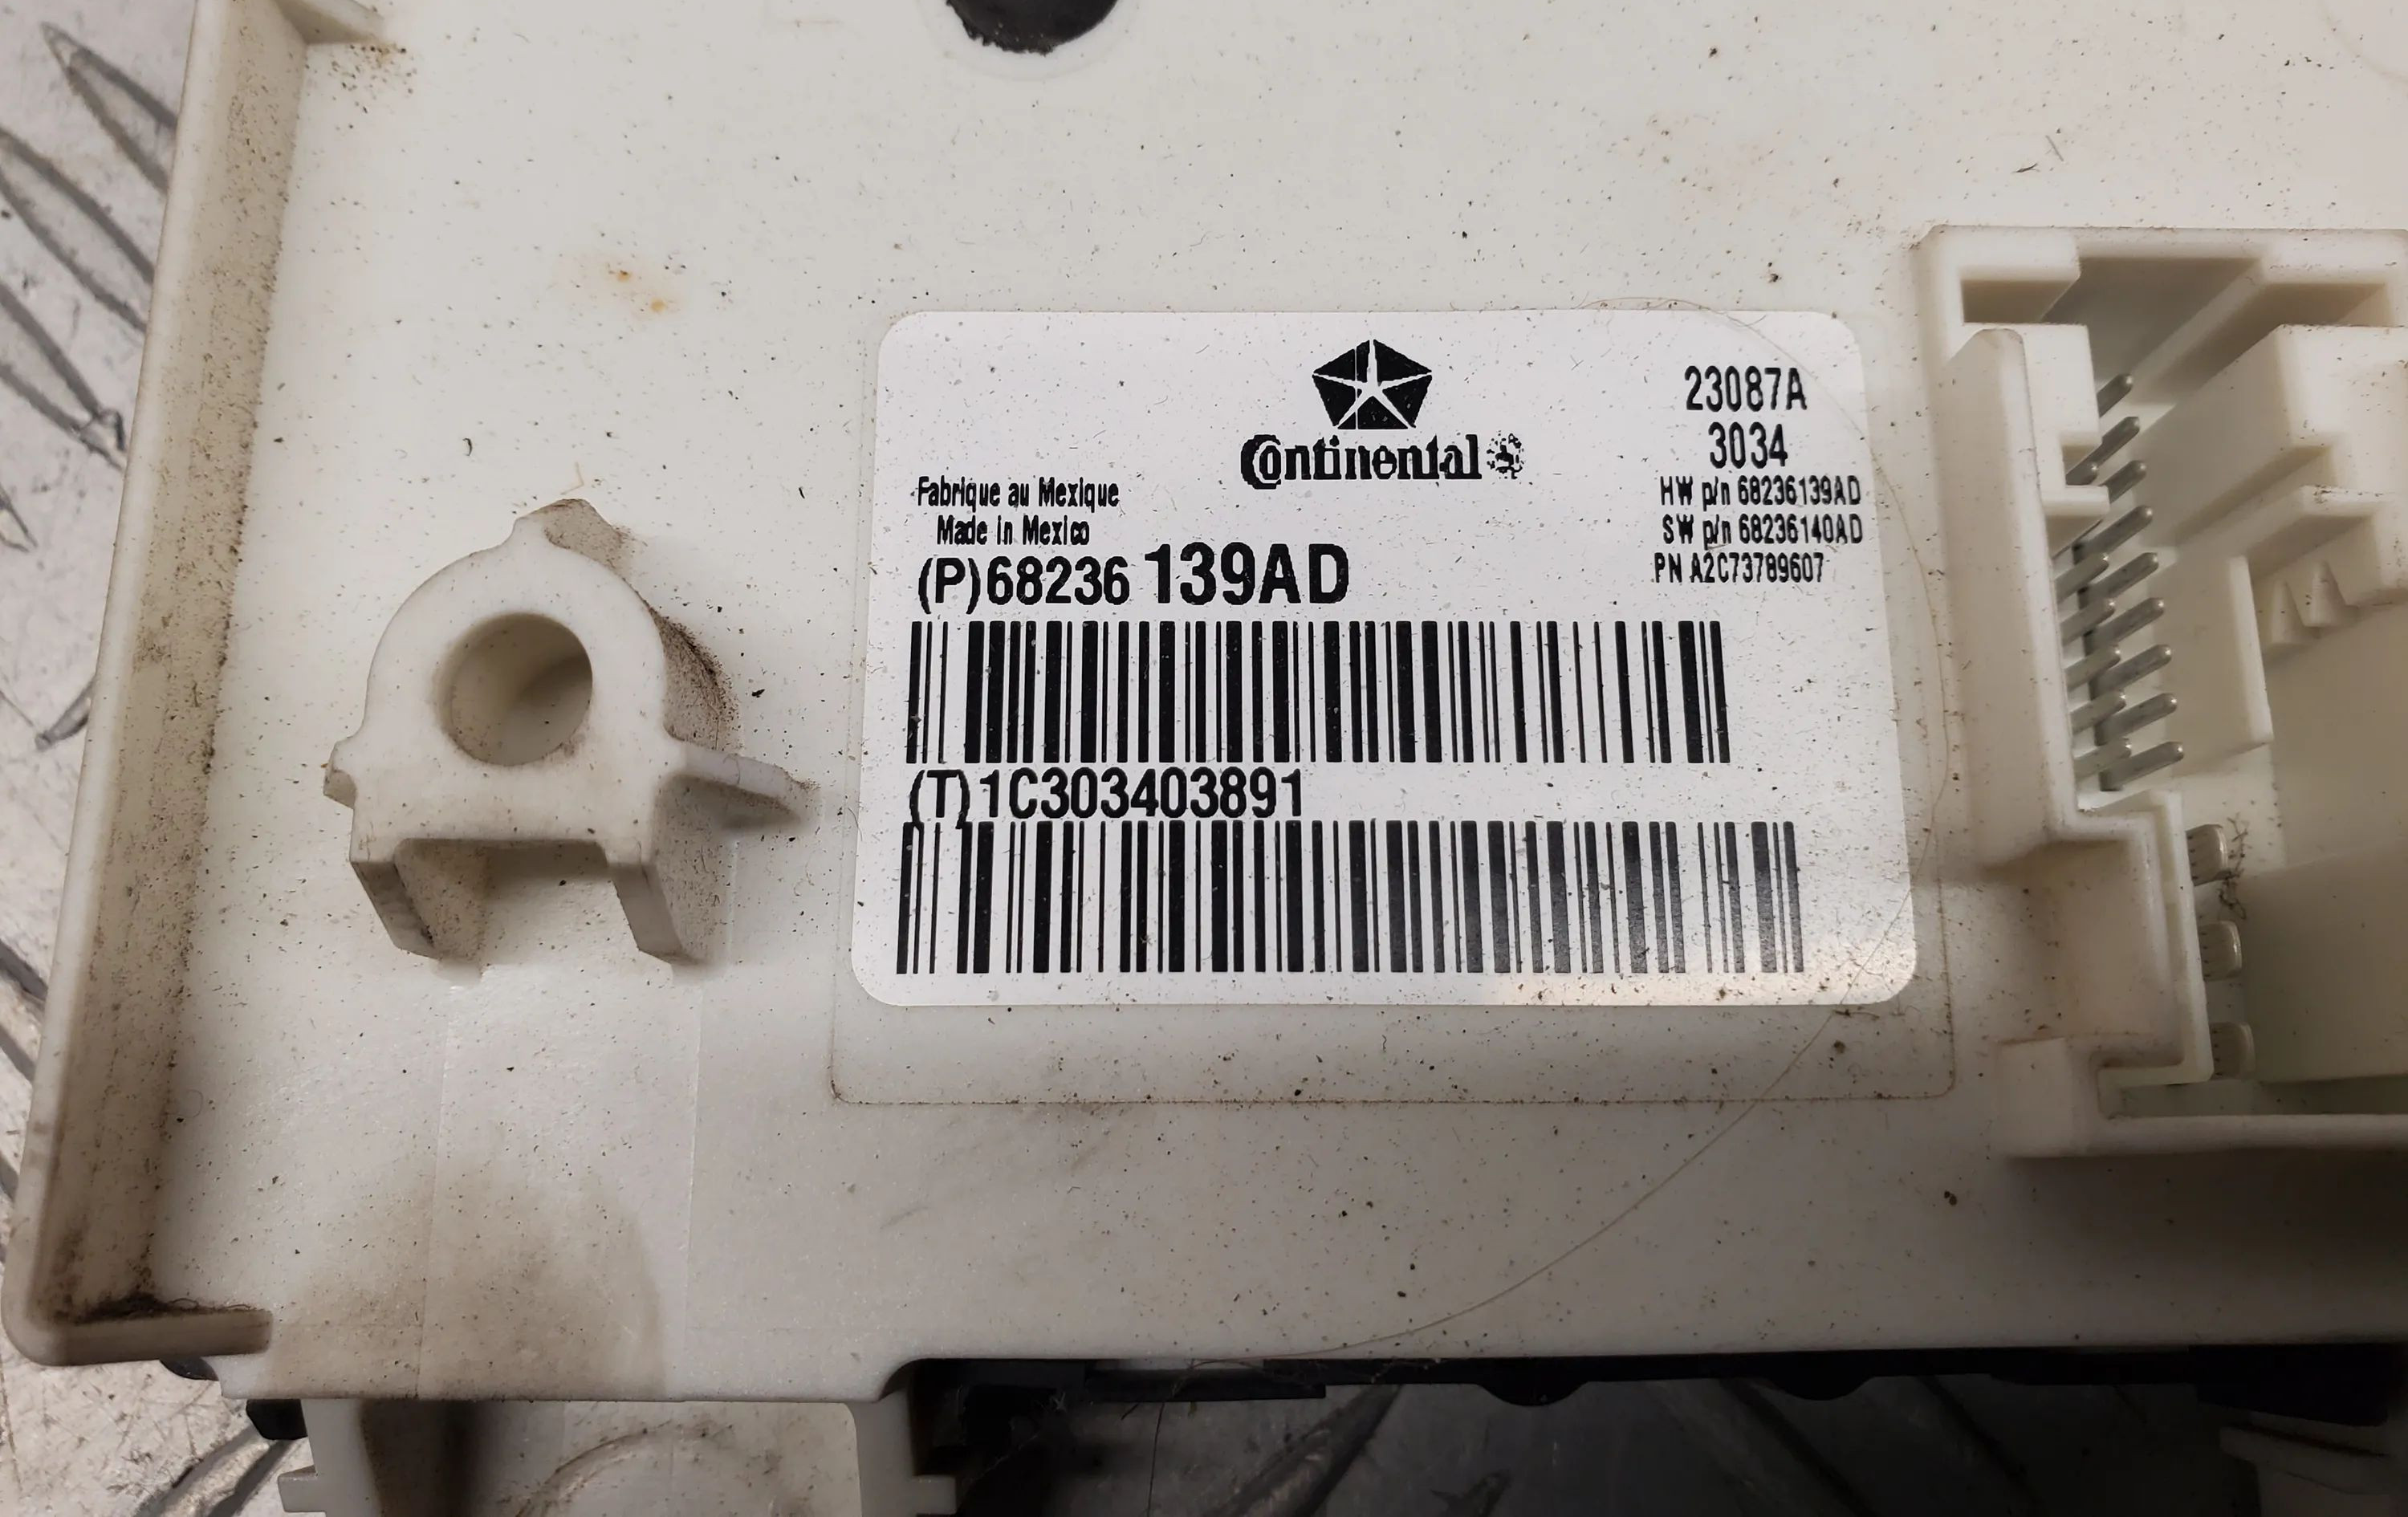 Continental
23087A
3034
Fabrique au Mexique
Made in Mexico
HW p/n 68236139AD
SW p/n 68236140AD
PN A2C73789607
(P)68236 139AD
(T)1C303403891